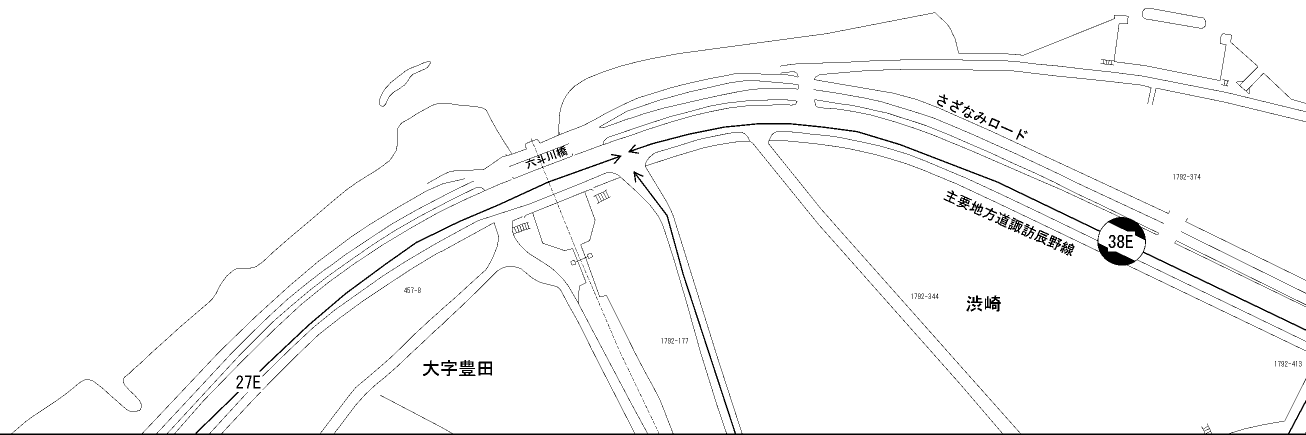 さざなみロード
六斗川橋
1792-374
主要地方道諏訪辰野線
38E
457-8
1792-344
渋崎
1792-177
1792-413
大字豊田
27E